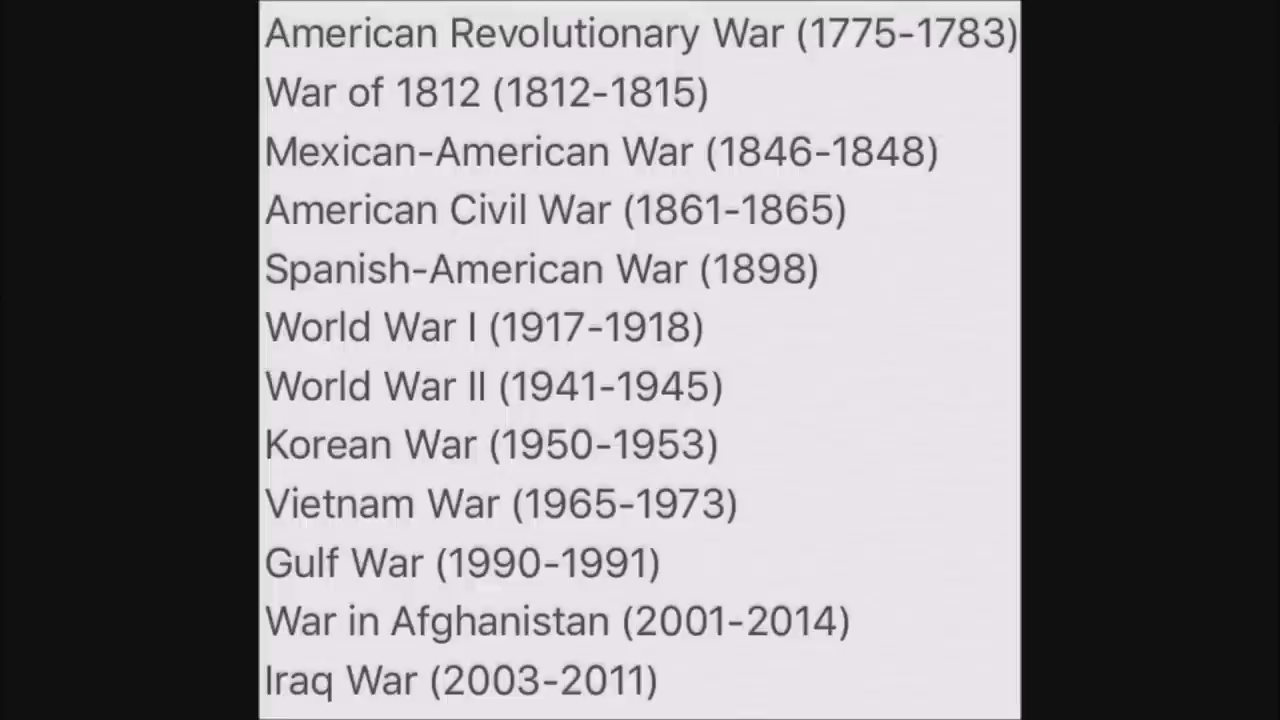 American Revolutionary War (1775-1783)
War of 1812 (1812-1815)
Mexican-American War (1846-1848)
American Civil War (1861-1865)
Spanish-American War (1898)
World War I (1917-1918)
World War II (1941-1945)
Korean War (1950-1953)
Vietnam War (1965-1973)
Gulf War (1990-1991)
War in Afghanistan (2001-2014)
Iraq War (2003-2011)